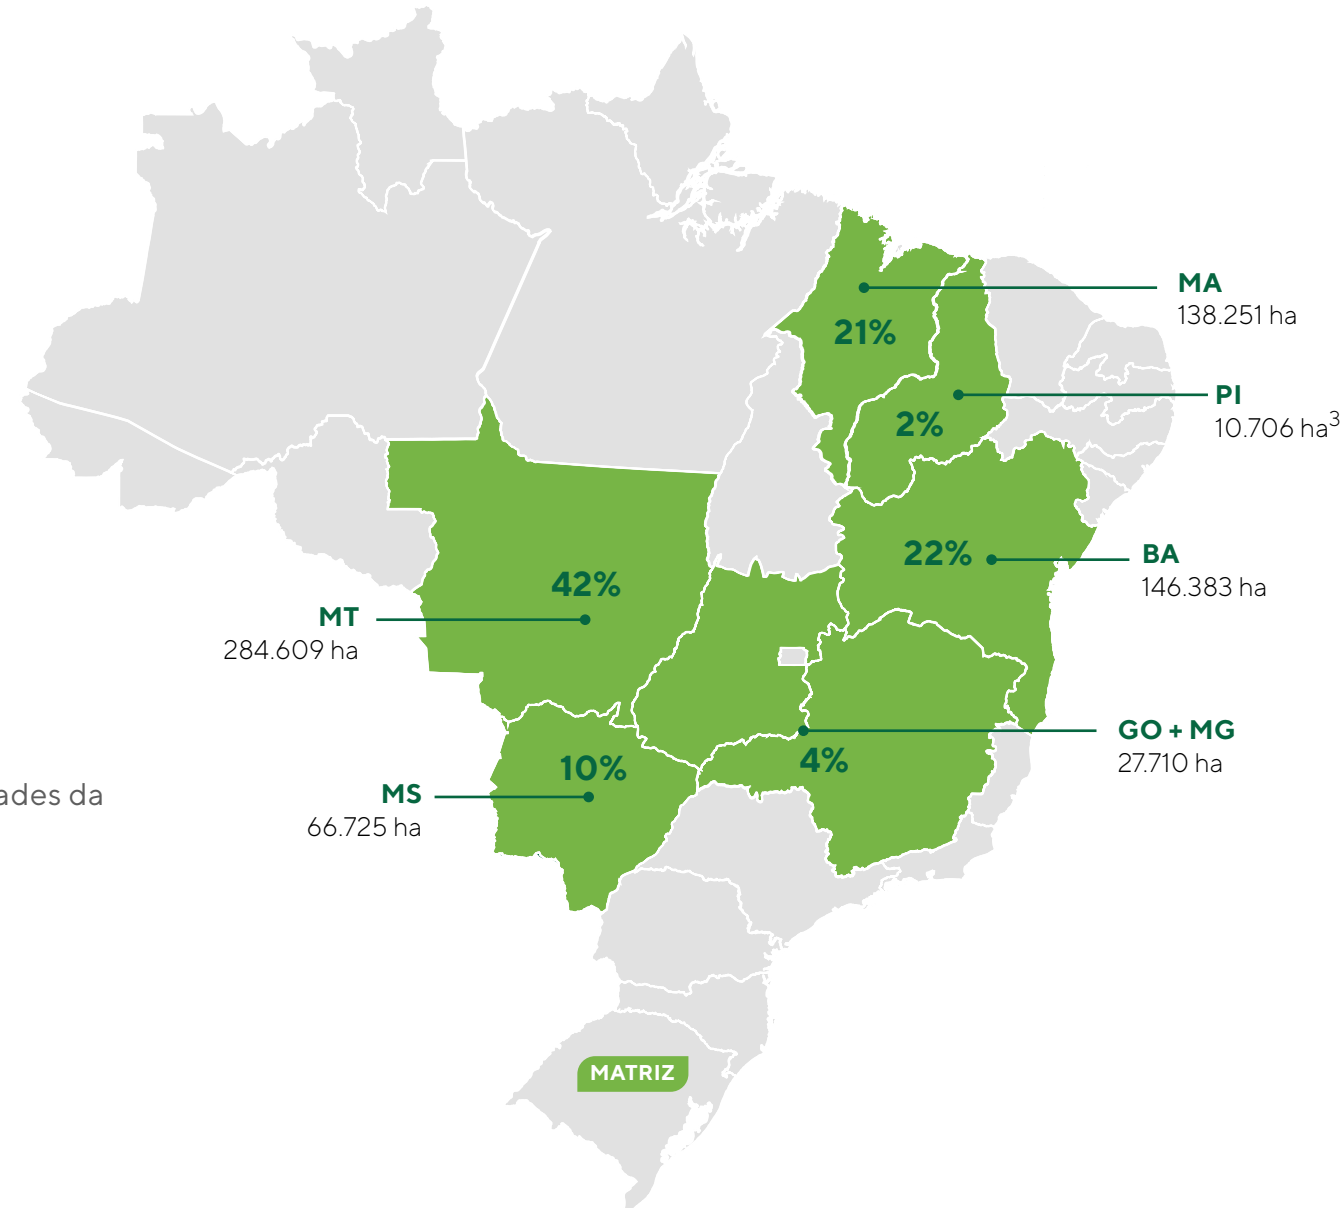 MA
138.251 ha
21%
PI
10.706 ha³
2%
BA
146.383 ha
22%
42%
MT
284.609 ha
GO + MG
27.710 ha
4%
10%
MS
66.725 ha
ades da
MATRIZ